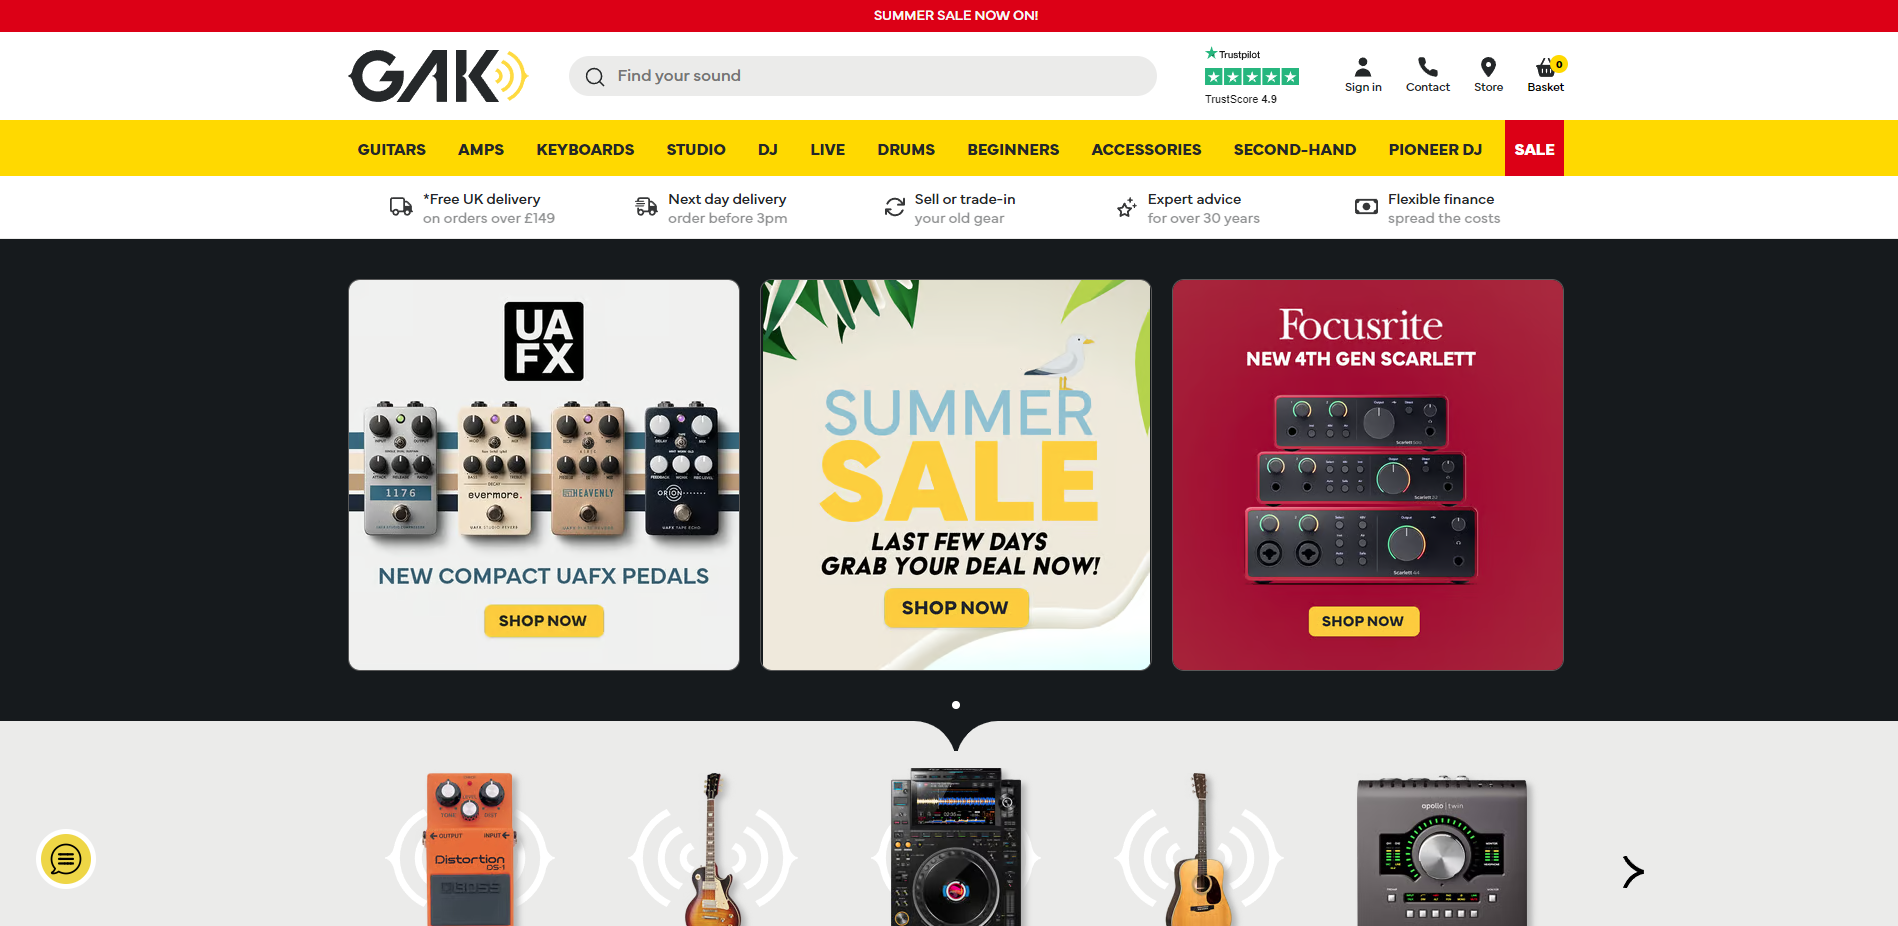 SUMMER SALE NOW ON!
GAK
Find your sound
Trustpilot
TrustScore 4.9
Sign in
Contact
Store
0
Basket
GUITARS
AMPS
KEYBOARDS
STUDIO
DJ
LIVE
DRUMS
BEGINNERS
ACCESSORIES
SECOND-HAND
PIONEER DJ
SALE
*Free UK delivery
on orders over £149
Next day delivery
order before 3pm
Sell or trade-in
your old gear
Expert advice
for over 30 years
Flexible finance
spread the costs
UA
FX
1176
evermore.
HEAVENLY
ORION
NEW COMPACT UAFX PEDALS
SHOP NOW
SUMMER
SALE
LAST FEW DAYS
GRAB YOUR DEAL NOW!
SHOP NOW
Focusrite
NEW 4TH GEN SCARLETT
SHOP NOW
TONE
DIST
OUTPUT
INPUT
Distortion
DS-1
BOSS
apollo | twin